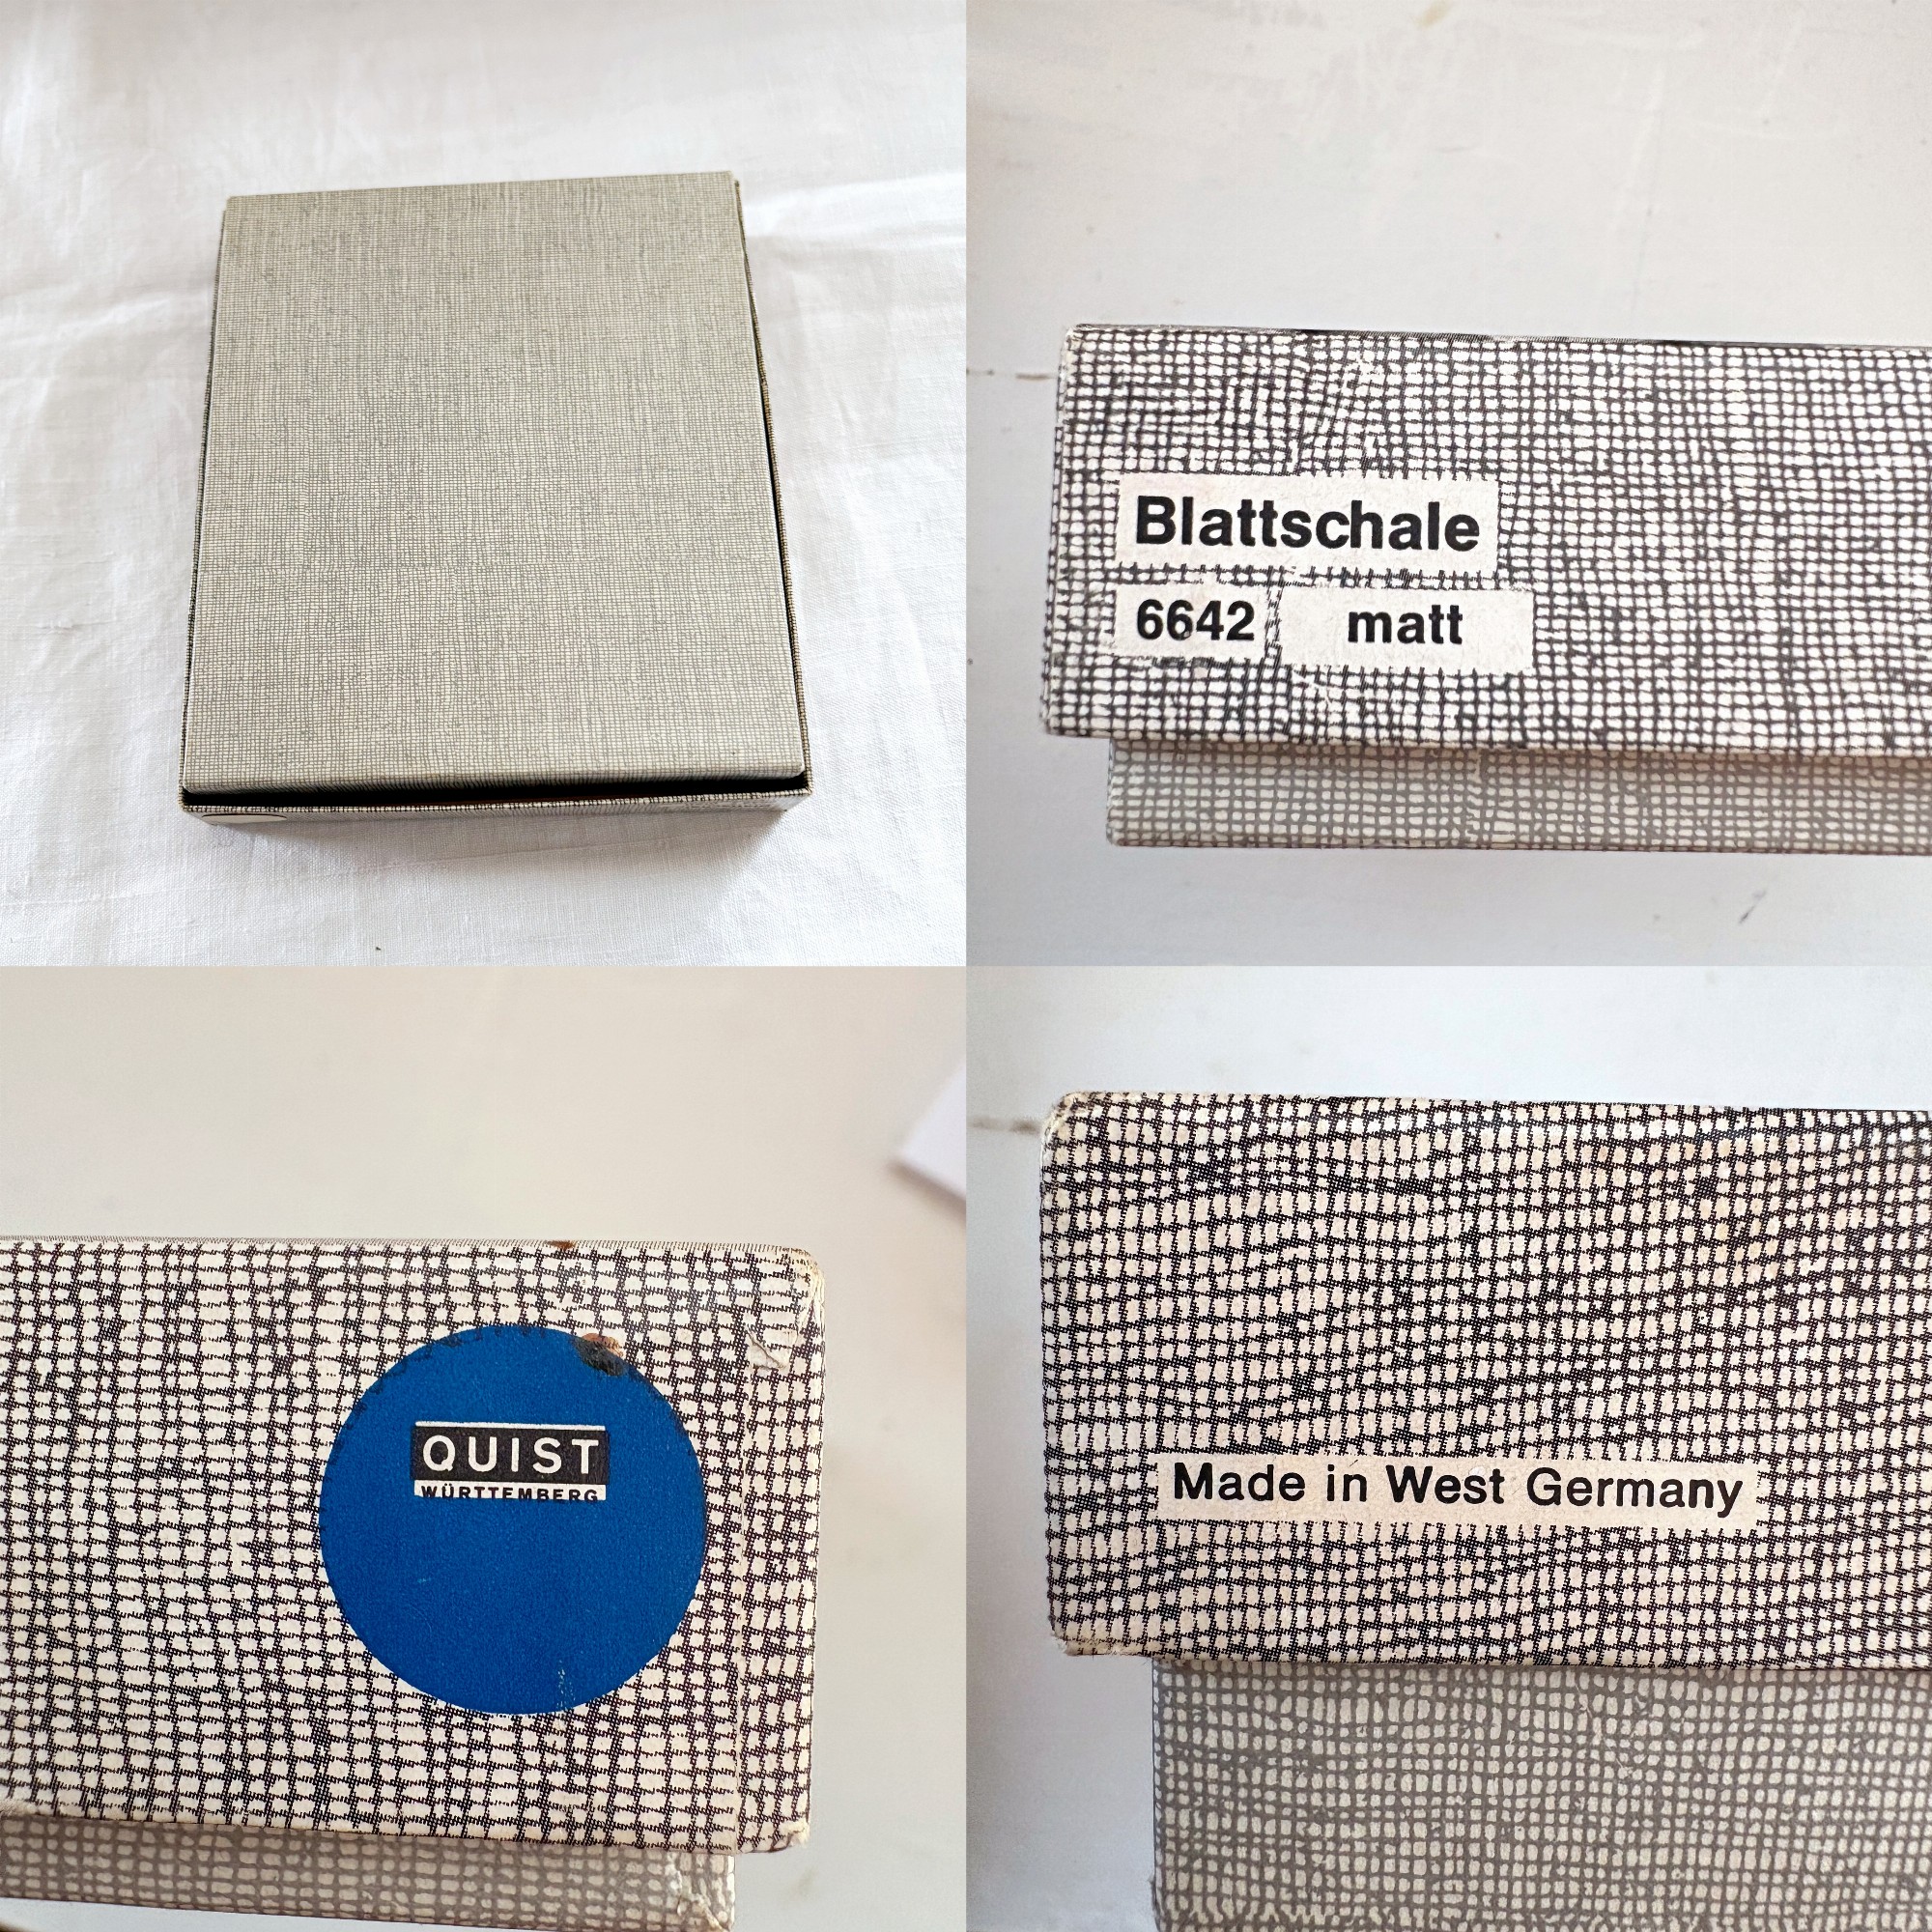 Blattschale
6642 matt
QUIST
WÜRTTEMBERG
Made in West Germany